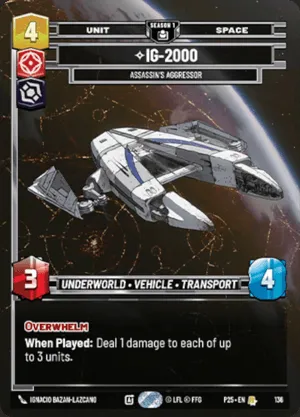 4
UNIT
SEASON 1
SPACE
✧IG-2000
ASSASSIN'S AGGRESSOR
3
4
UNDERWORLD • VEHICLE • TRANSPORT
OVERWHELM
When Played: Deal 1 damage to each of up
to 3 units.
IGNACIO BAZAN-LAZCANO
© LFL © FFG
P25 • EN
136